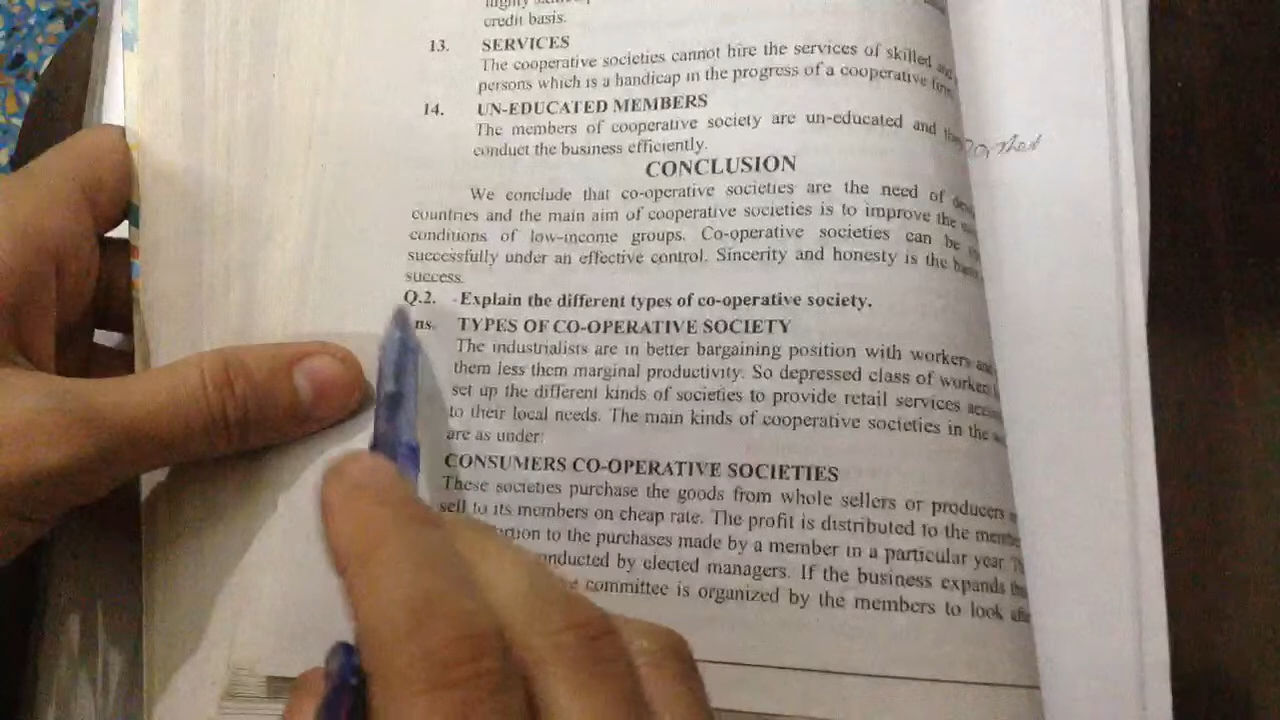 credit basis.
13. SERVICES
The cooperative societies cannot hire the services of skilled and
persons which is a handicap in the progress of a cooperative firm
14. UN-EDUCATED MEMBERS
The members of cooperative society are un-educated and
conduct the business efficiently.
CONCLUSION
We conclude that co-operative societies are the need of
countries and the main aim of cooperative societies is to improve the
conditions of low-income groups. Co-operative societies can be
successfully under an effective control. Sincerity and honesty is the
success.
Q.2. -Explain the different types of co-operative society.
ns. TYPES OF CO-OPERATIVE SOCIETY
The industrialists are in better bargaining position with workers
them less them marginal productivity. So depressed class of workers
set up the different kinds of societies to provide retail services
to their local needs. The main kinds of cooperative societies in the
are as under:
CONSUMERS CO-OPERATIVE SOCIETIES
These societies purchase the goods from whole sellers or producers
sell to its members on cheap rate. The profit is distributed to the
to the purchases made by a member in a particular year.
by elected managers. If the business expands
committee is organized by the members to look